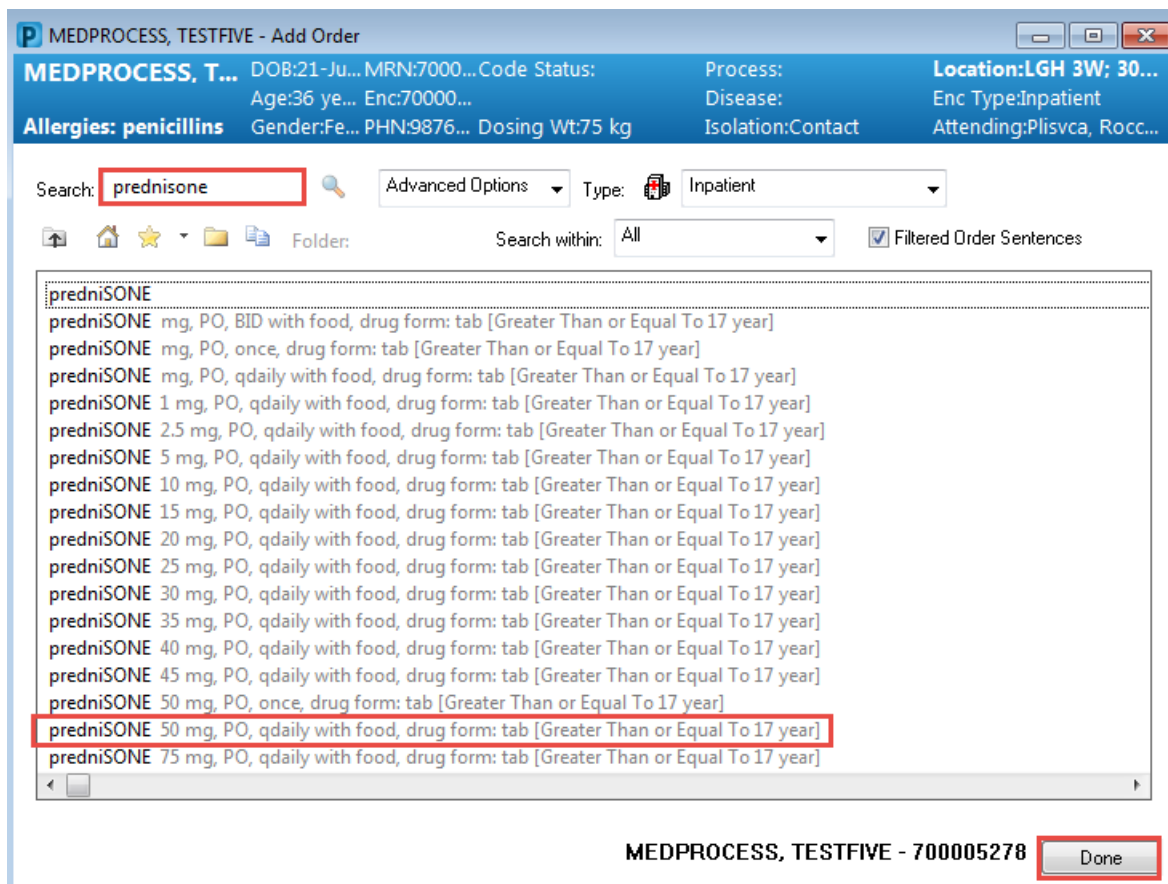 P MEDPROCESS, TESTFIVE - Add Order
MEDPROCESS, T... DOB:21-Ju... MRN:7000... Code Status: Process: Location:LGH 3W; 30...
Age:36 ye... Enc:70000... Disease: Enc Type:Inpatient
Allergies: penicillins Gender:Fe... PHN:9876... Dosing Wt:75 kg Isolation:Contact Attending:Plisvca, Rocc...
Search: prednisone Advanced Options Type: Inpatient
Folder: Search within: All Filtered Order Sentences
predniSONE
predniSONE mg, PO, BID with food, drug form: tab [Greater Than or Equal To 17 year]
predniSONE mg, PO, once, drug form: tab [Greater Than or Equal To 17 year]
predniSONE mg, PO, qdaily with food, drug form: tab [Greater Than or Equal To 17 year]
predniSONE 1 mg, PO, qdaily with food, drug form: tab [Greater Than or Equal To 17 year]
predniSONE 2.5 mg, PO, qdaily with food, drug form: tab [Greater Than or Equal To 17 year]
predniSONE 5 mg, PO, qdaily with food, drug form: tab [Greater Than or Equal To 17 year]
predniSONE 10 mg, PO, qdaily with food, drug form: tab [Greater Than or Equal To 17 year]
predniSONE 15 mg, PO, qdaily with food, drug form: tab [Greater Than or Equal To 17 year]
predniSONE 20 mg, PO, qdaily with food, drug form: tab [Greater Than or Equal To 17 year]
predniSONE 25 mg, PO, qdaily with food, drug form: tab [Greater Than or Equal To 17 year]
predniSONE 30 mg, PO, qdaily with food, drug form: tab [Greater Than or Equal To 17 year]
predniSONE 35 mg, PO, qdaily with food, drug form: tab [Greater Than or Equal To 17 year]
predniSONE 40 mg, PO, qdaily with food, drug form: tab [Greater Than or Equal To 17 year]
predniSONE 45 mg, PO, qdaily with food, drug form: tab [Greater Than or Equal To 17 year]
predniSONE 50 mg, PO, once, drug form: tab [Greater Than or Equal To 17 year]
predniSONE 50 mg, PO, qdaily with food, drug form: tab [Greater Than or Equal To 17 year]
predniSONE 75 mg, PO, qdaily with food, drug form: tab [Greater Than or Equal To 17 year]
MEDPROCESS, TESTFIVE - 700005278 Done